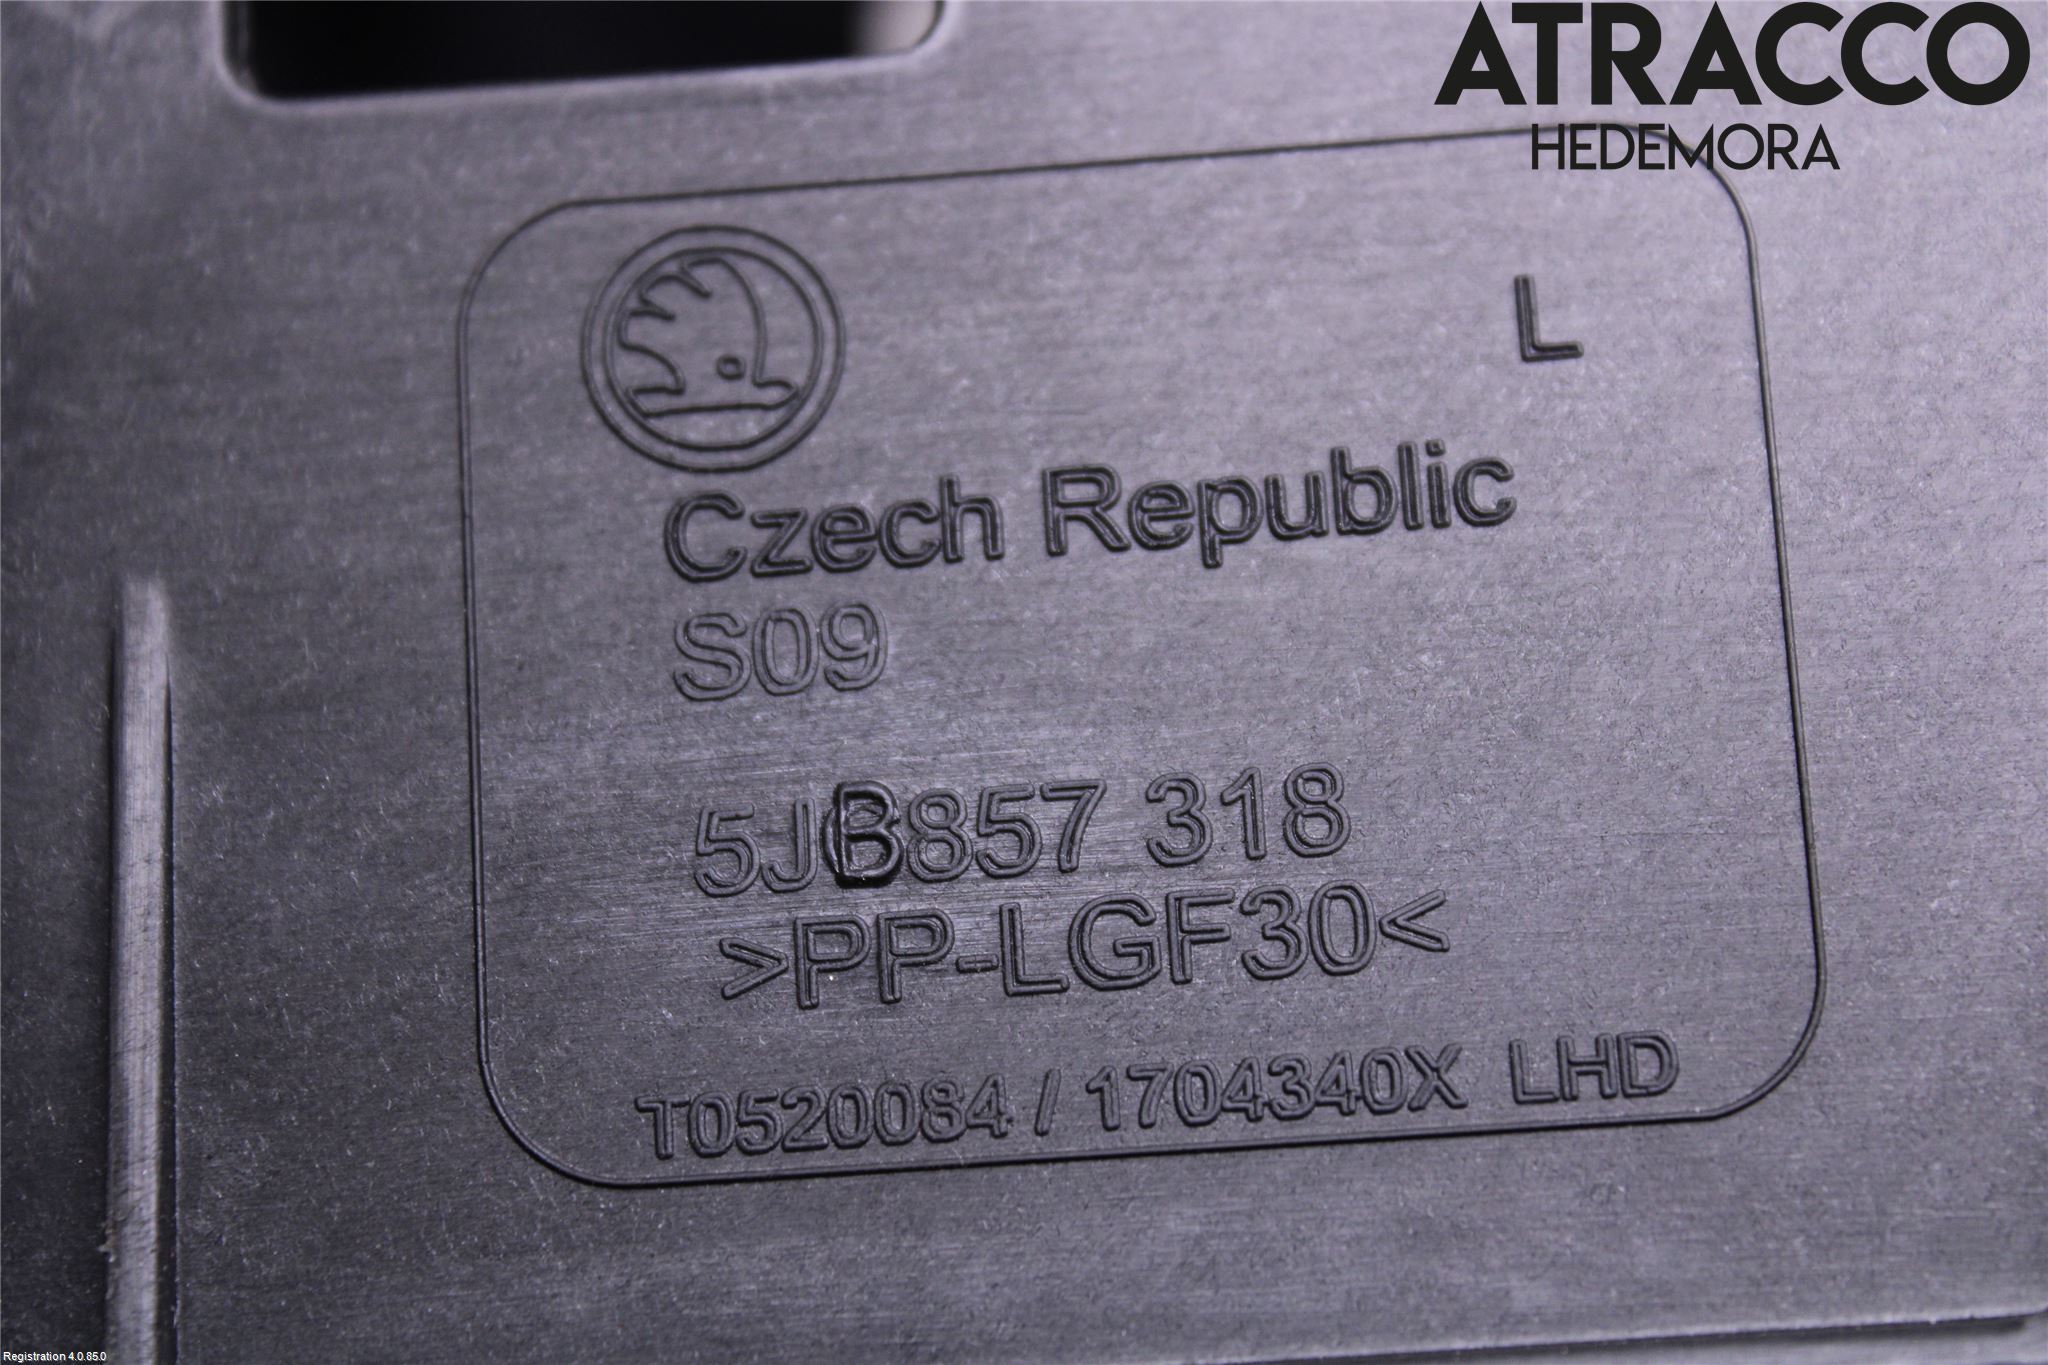 ATRACCO
HEDEMORA
L
Czech Republic
S09
5JB857 318
>PP-LGF30<
T0520084 / 1704340X LHD
Registration 4.0.85.0